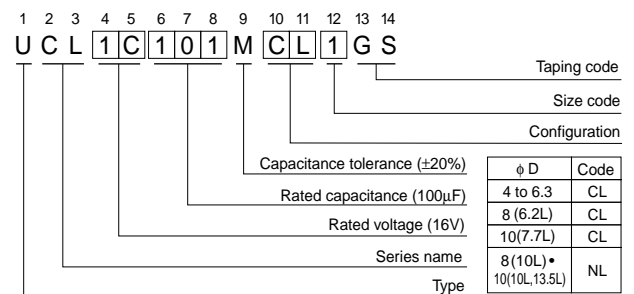 1 2 3 4 5 6 7 8 9 10 11 12 13 14
U C L 1 C 1 0 1 M C L 1 G S
Taping code
Size code
Configuration
Capacitance tolerance (±20%)
Rated capacitance (100µF)
Rated voltage (16V)
Series name
Type
ϕ D Code
4 to 6.3 CL
8 (6.2L) CL
10(7.7L) CL
8(10L)•
10(10L,13.5L) NL